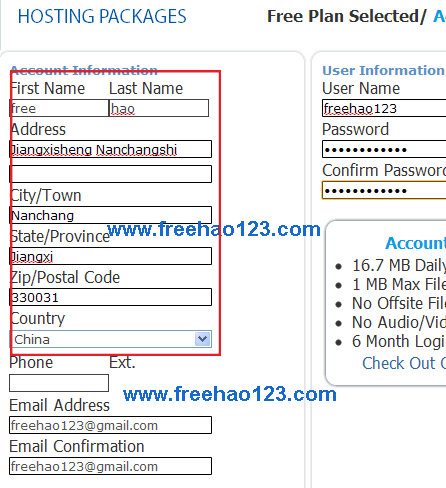 HOSTING PACKAGES
Free Plan Selected/ A
Account Information
First Name Last Name
free hao
Address
Jiangxisheng Nanchangshi
City/Town
Nanchang
State/Province
Jiangxi
Zip/Postal Code
330031
Country
China
Phone Ext.
Email Address
freehao123@gmail.com
Email Confirmation
freehao123@gmail.com
www.freehao123.com
www.freehao123.com
User Information
User Name
freehao123
Password
••••••••••••
Confirm Password
••••••••••••
Account
• 16.7 MB Daily
• 1 MB Max File
• No Offsite File
• No Audio/Vid
• 6 Month Logi
Check Out C